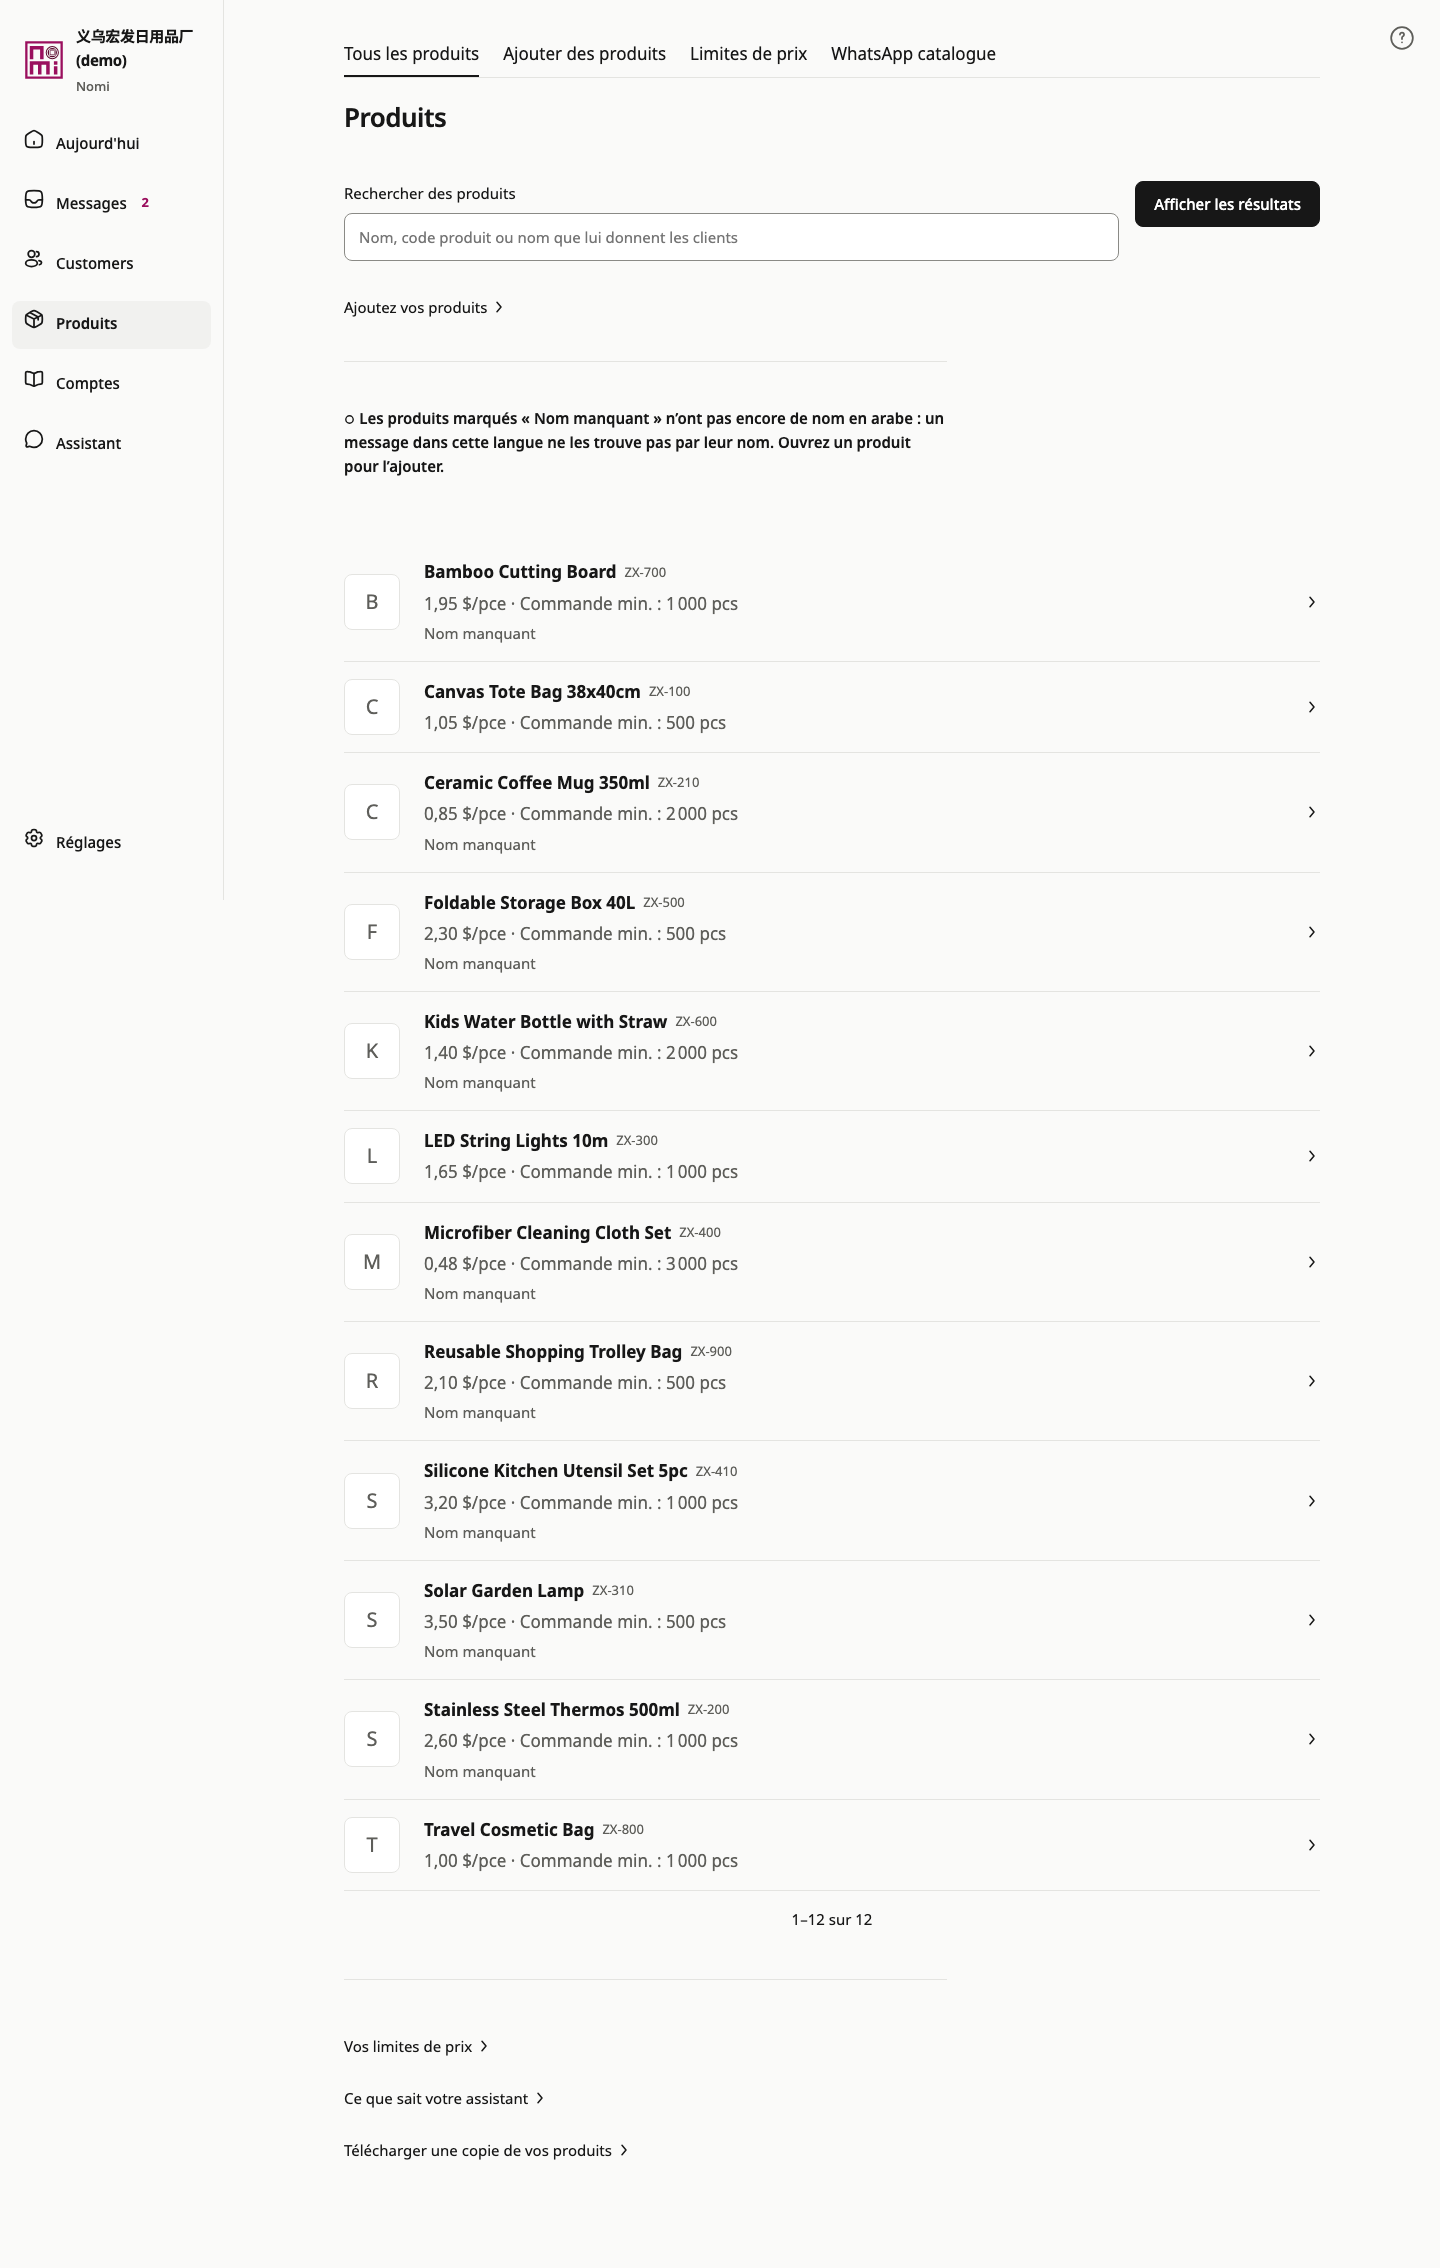 义乌宏发日用品厂
(demo)
Nomi
Aujourd'hui
Messages 2
Customers
Produits
Comptes
Assistant
Réglages
Tous les produits Ajouter des produits Limites de prix WhatsApp catalogue
Produits
Rechercher des produits
Nom, code produit ou nom que lui donnent les clients
Afficher les résultats
Ajoutez vos produits
Les produits marqués « Nom manquant » n’ont pas encore de nom en arabe : un
message dans cette langue ne les trouve pas par leur nom. Ouvrez un produit
pour l’ajouter.
B
Bamboo Cutting Board ZX-700
1,95 $/pce · Commande min. : 1 000 pcs
Nom manquant
C
Canvas Tote Bag 38x40cm ZX-100
1,05 $/pce · Commande min. : 500 pcs
C
Ceramic Coffee Mug 350ml ZX-210
0,85 $/pce · Commande min. : 2 000 pcs
Nom manquant
F
Foldable Storage Box 40L ZX-500
2,30 $/pce · Commande min. : 500 pcs
Nom manquant
K
Kids Water Bottle with Straw ZX-600
1,40 $/pce · Commande min. : 2 000 pcs
Nom manquant
L
LED String Lights 10m ZX-300
1,65 $/pce · Commande min. : 1 000 pcs
M
Microfiber Cleaning Cloth Set ZX-400
0,48 $/pce · Commande min. : 3 000 pcs
Nom manquant
R
Reusable Shopping Trolley Bag ZX-900
2,10 $/pce · Commande min. : 500 pcs
Nom manquant
S
Silicone Kitchen Utensil Set 5pc ZX-410
3,20 $/pce · Commande min. : 1 000 pcs
Nom manquant
S
Solar Garden Lamp ZX-310
3,50 $/pce · Commande min. : 500 pcs
Nom manquant
S
Stainless Steel Thermos 500ml ZX-200
2,60 $/pce · Commande min. : 1 000 pcs
Nom manquant
T
Travel Cosmetic Bag ZX-800
1,00 $/pce · Commande min. : 1 000 pcs
1–12 sur 12
Vos limites de prix
Ce que sait votre assistant
Télécharger une copie de vos produits